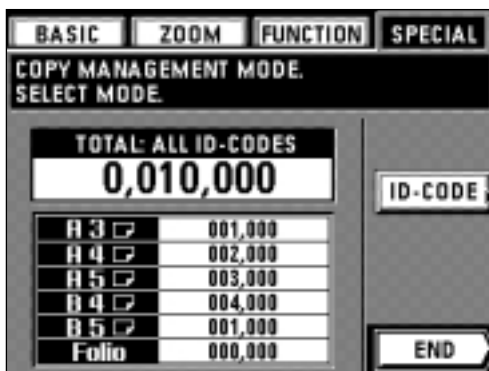 BASIC ZOOM FUNCTION SPECIAL
COPY MANAGEMENT MODE.
SELECT MODE.
TOTAL: ALL ID-CODES
0,010,000
ID-CODE
A3 001,000
A4 002,000
A5 003,000
B4 004,000
B5 001,000
Folio 000,000
END